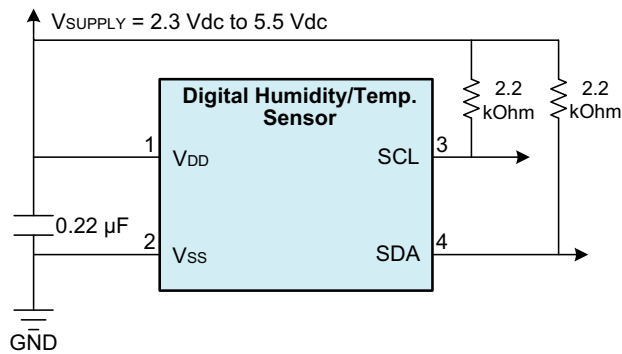 VSUPPLY = 2.3 Vdc to 5.5 Vdc
Digital Humidity/Temp.
Sensor
2.2
kOhm
2.2
kOhm
1
VDD
SCL
3
0.22 µF
2
VSS
SDA
4
GND